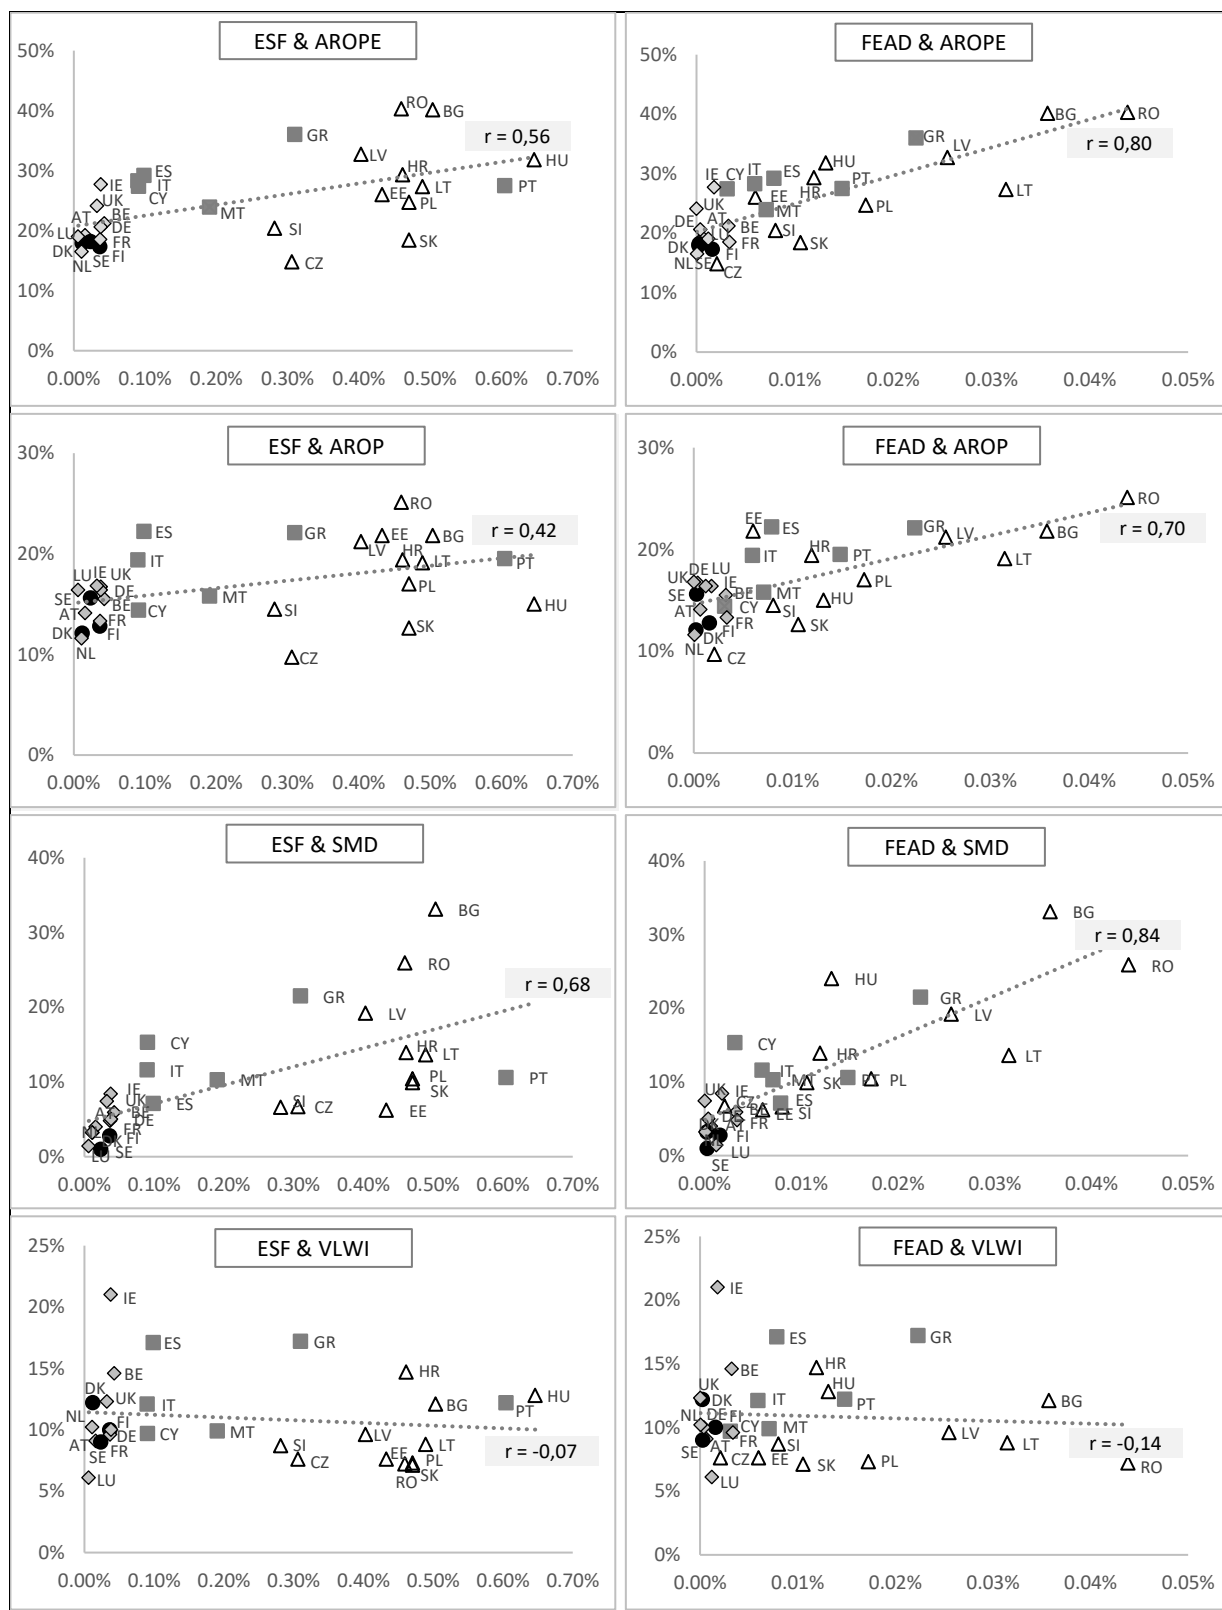 ESF & AROPE
50%
40%
30%
20%
10%
0%
RO
BG
r = 0,56
GR
LV
HU
ES
IT
IE
CY
HR
LT
PT
EE
PL
UK
MT
AT
BE
DE
LU
SI
SK
FR
DK
SE
FI
NL
CZ
0.00% 0.10% 0.20% 0.30% 0.40% 0.50% 0.60% 0.70%
FEAD & AROPE
50%
40%
30%
20%
10%
0%
BG
RO
GR
r = 0,80
LV
HU
IT
ES
IE
CY
PT
LT
EE
HR
UK
MT
PL
DE
AT
BE
SI
LU
DK
FR
SK
FI
NL
SE
CZ
0.00% 0.01% 0.02% 0.03% 0.04% 0.05%
ESF & AROP
30%
20%
10%
0%
RO
ES
GR
EE
BG
r = 0,42
LV
IT
HR
LT
PT
LU
IE
UK
PL
DE
SE
BE
MT
HU
AT
CY
SI
FR
SK
DK
FI
NL
CZ
0.00% 0.10% 0.20% 0.30% 0.40% 0.50% 0.60% 0.70%
FEAD & AROP
30%
20%
10%
0%
RO
EE
ES
GR
LV
BG
r = 0,70
IT
HR
PT
LT
DE
LU
UK
IE
PL
SE
BE
MT
HU
AT
CY
SI
FR
SK
DK
FI
NL
CZ
0.00% 0.01% 0.02% 0.03% 0.04% 0.05%
ESF & SMD
40%
30%
20%
10%
0%
BG
RO
r = 0,68
GR
LV
CY
HR
LT
IT
MT
PL
PT
SK
IE
UK
ES
SI
CZ
EE
BE
DE
FR
FI
SE
LU
0.00% 0.10% 0.20% 0.30% 0.40% 0.50% 0.60% 0.70%
FEAD & SMD
40%
30%
20%
10%
0%
BG
r = 0,84
RO
HU
GR
LV
CY
HR
LT
IT
SK
PL
UK
IE
ES
CZ
BE
EE
SI
FR
AT
FI
LU
SE
0.00% 0.01% 0.02% 0.03% 0.04% 0.05%
ESF & VLWI
25%
20%
15%
10%
5%
0%
IE
ES
GR
BE
HR
DK
UK
IT
BG
HU
PT
NL
FI
DE
CY
MT
AT
FR
SE
SI
LV
LT
r = -0,07
CZ
EE
PL
SK
RO
LU
0.00% 0.10% 0.20% 0.30% 0.40% 0.50% 0.60% 0.70%
FEAD & VLWI
25%
20%
15%
10%
5%
0%
IE
ES
GR
BE
HR
HU
UK
DK
IT
PT
BG
NL
DE
FI
CY
MT
SE
AT
FR
SI
LV
LT
r = -0,14
CZ
EE
SK
PL
RO
LU
0.00% 0.01% 0.02% 0.03% 0.04% 0.05%